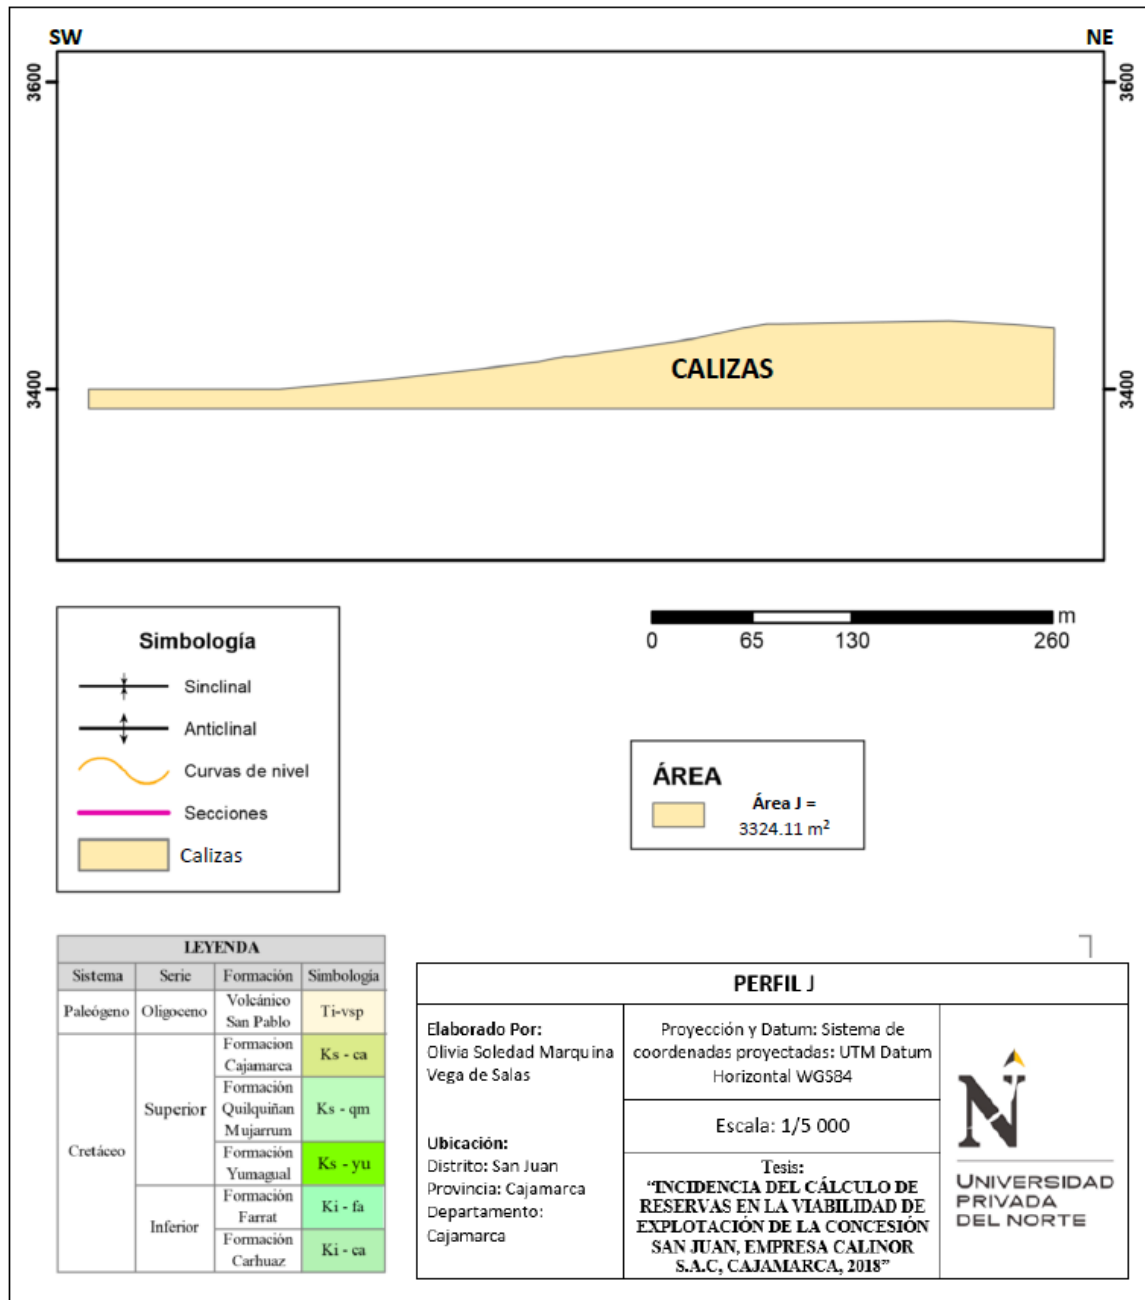 SW
NE
3600
3600
3400
3400
CALIZAS
Simbología
Sinclinal
Anticlinal
Curvas de nivel
Secciones
Calizas
m
0 65 130 260
ÁREA
Área J =
3324.11 m²
LEYENDA
Sistema Serie Formación Simbología
Paleógeno Oligoceno Volcánico San Pablo Ti-vsp
Cretáceo
Superior
Formacion Cajamarca Ks - ca
Formación Quilquiñan Mujarrum Ks - qm
Formación Yumagual Ks - yu
Inferior
Formación Farrat Ki - fa
Formación Carhuaz Ki - ca
PERFIL J
Elaborado Por:
Olivia Soledad Marquina
Vega de Salas
Ubicación:
Distrito: San Juan
Provincia: Cajamarca
Departamento:
Cajamarca
Proyección y Datum: Sistema de
coordenadas proyectadas: UTM Datum
Horizontal WGS84
Escala: 1/5 000
Tesis:
“INCIDENCIA DEL CÁLCULO DE
RESERVAS EN LA VIABILIDAD DE
EXPLOTACIÓN DE LA CONCESIÓN
SAN JUAN, EMPRESA CALINOR
S.A.C, CAJAMARCA, 2018”
N
UNIVERSIDAD
PRIVADA
DEL NORTE